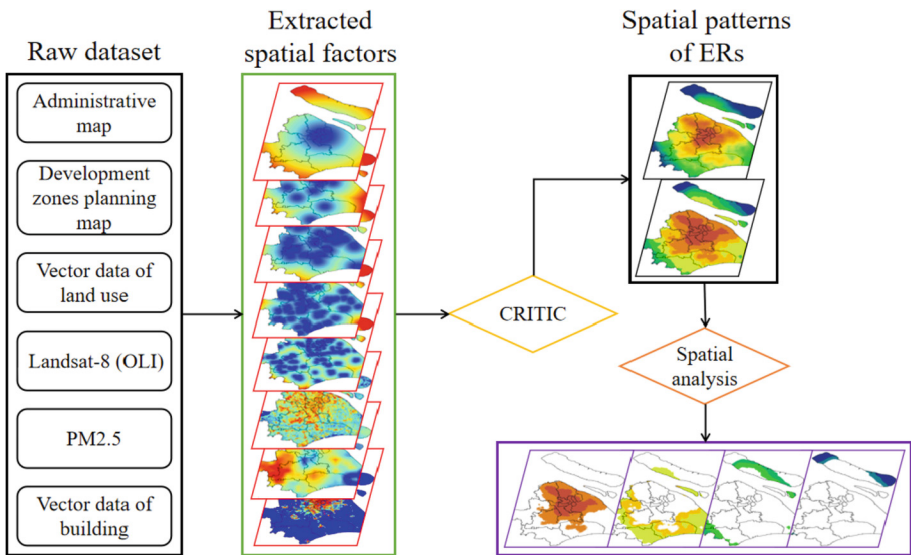 Raw dataset
Administrative
map
Development
zones planning
map
Vector data of
land use
Landsat-8 (OLI)
PM2.5
Vector data of
building
Extracted
spatial factors
CRITIC
Spatial patterns
of ERs
Spatial
analysis